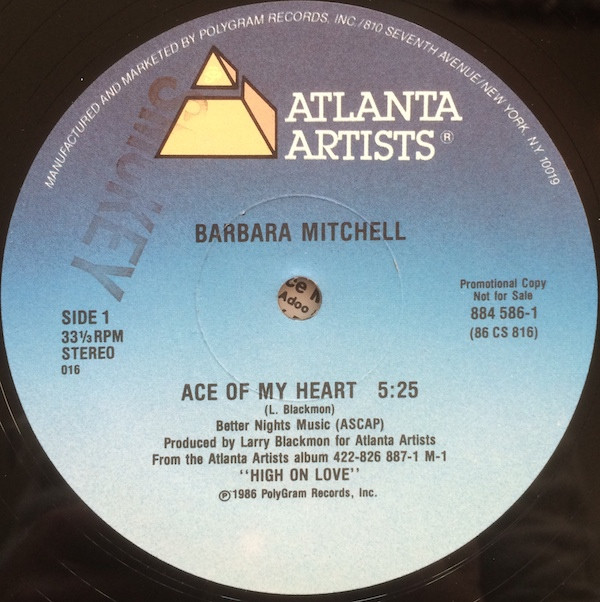 MANUFACTURED AND MARKETED BY POLYGRAM RECORDS, INC./810 SEVENTH AVENUE/NEW YORK, N.Y. 10019
SMOKEY
ATLANTA
ARTISTS®
BARBARA MITCHELL
Promotional Copy
Not for Sale
884 586-1
(86 CS 816)
SIDE 1
33⅓ RPM
STEREO
016
Adoo
ACE OF MY HEART 5:25
(L. Blackmon)
Better Nights Music (ASCAP)
Produced by Larry Blackmon for Atlanta Artists
From the Atlanta Artists album 422-826 887-1 M-1
‘‘HIGH ON LOVE’’
℗1986 PolyGram Records, Inc.